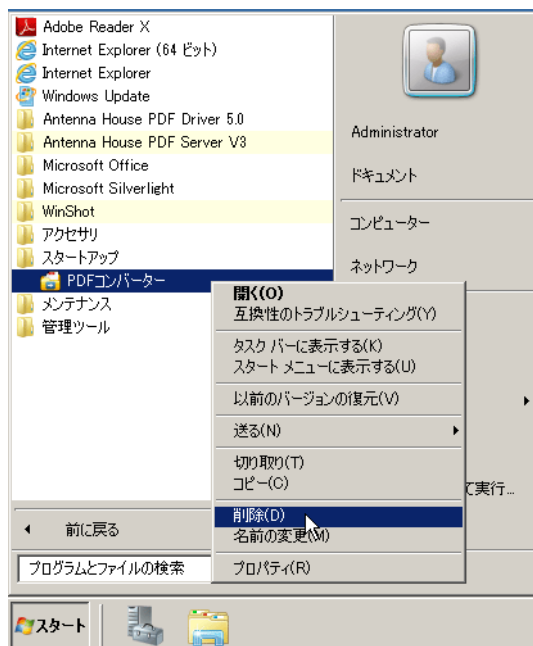 Adobe Reader X
Internet Explorer (64 ビット)
Internet Explorer
Windows Update
Antenna House PDF Driver 5.0
Antenna House PDF Server V3
Microsoft Office
Microsoft Silverlight
WinShot
アクセサリ
スタートアップ
PDFコンバーター
メンテナンス
管理ツール
前に戻る
プログラムとファイルの検索
Administrator
ドキュメント
コンピューター
ネットワーク
て実行...
開く(O)
互換性のトラブルシューティング(Y)
タスク バーに表示する(K)
スタート メニューに表示する(U)
以前のバージョンの復元(V)
送る(N)
切り取り(T)
コピー(C)
削除(D)
名前の変更(M)
プロパティ(R)
スタート